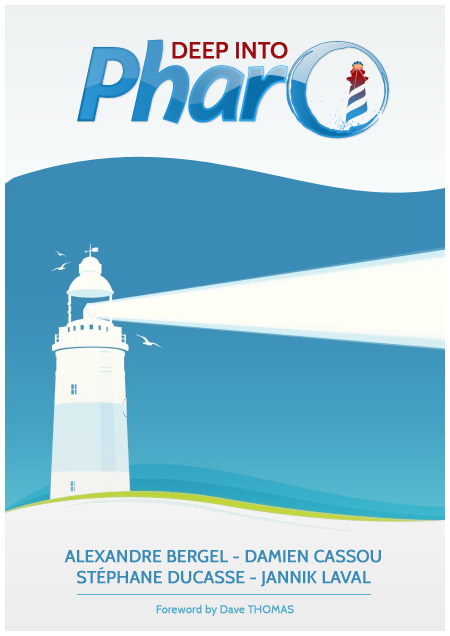 DEEP INTO
Pharo
ALEXANDRE BERGEL - DAMIEN CASSOU
STÉPHANE DUCASSE - JANNIK LAVAL
Foreword by Dave THOMAS